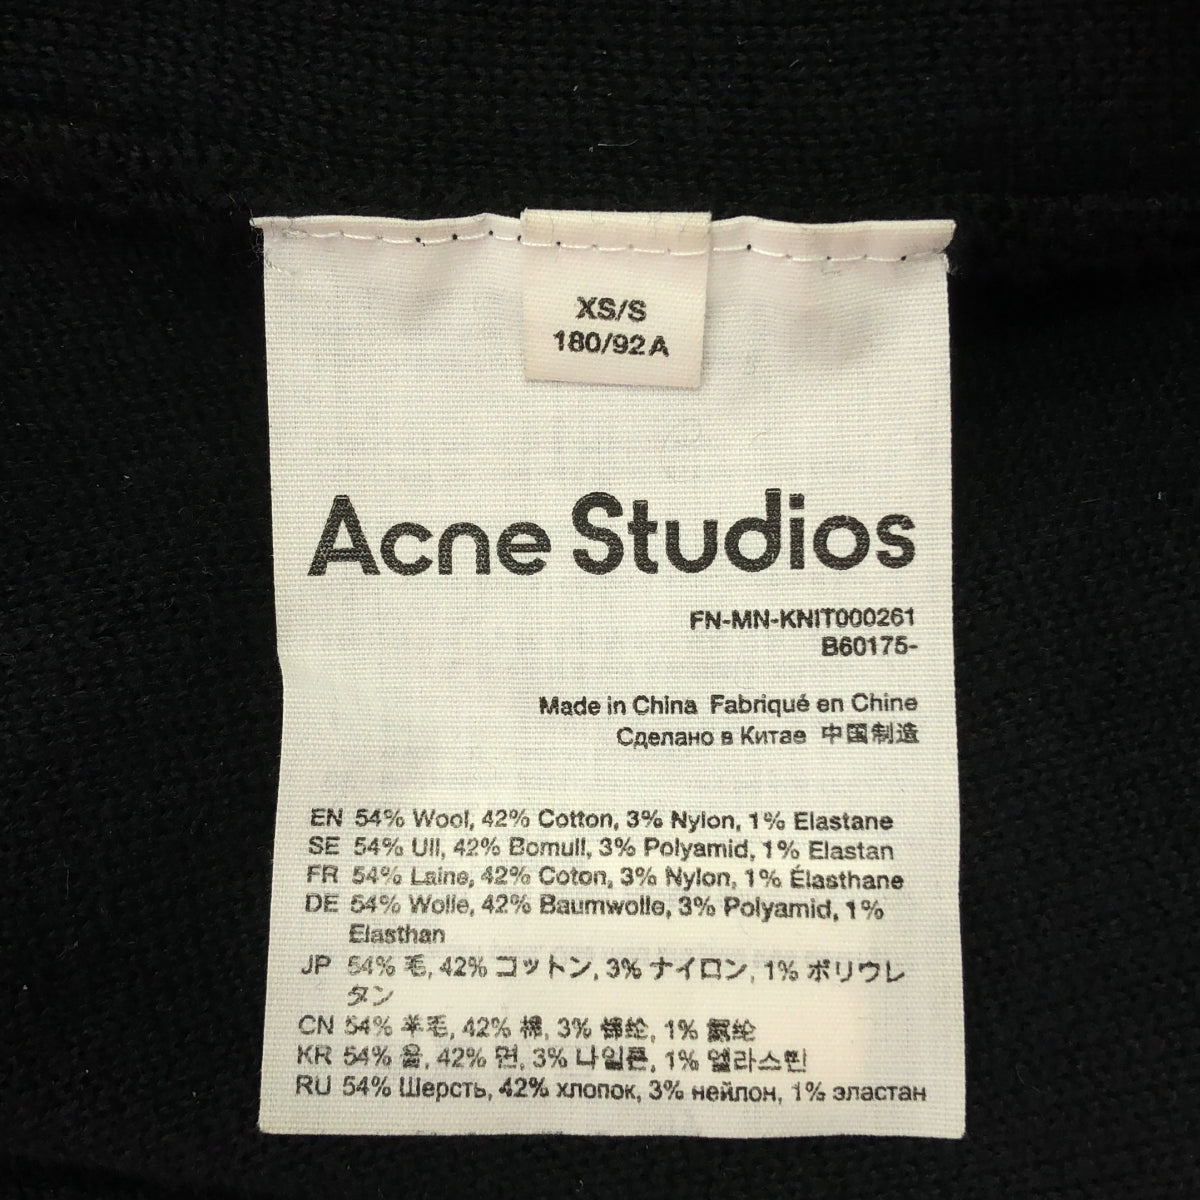 XS/S
180/92A
Acne Studios
FN-MN-KNIT000261
B60175-
Made in China Fabriqué en Chine
Сделано в Китае 中国制造
EN 54% Wool, 42% Cotton, 3% Nylon, 1% Elastane
SE 54% Ull, 42% Bomull, 3% Polyamid, 1% Elastan
FR 54% Laine, 42% Coton, 3% Nylon, 1% Élasthane
DE 54% Wolle, 42% Baumwolle, 3% Polyamid, 1%
Elasthan
JP 54% 毛, 42% コットン, 3% ナイロン, 1% ポリウレ
タン
CN 54% 羊毛, 42% 棉, 3% 锦纶, 1% 氨纶
KR 54% 울, 42% 면, 3% 나일론, 1% 엘라스틴
RU 54% Шерсть, 42% хлопок, 3% нейлон, 1% эластан